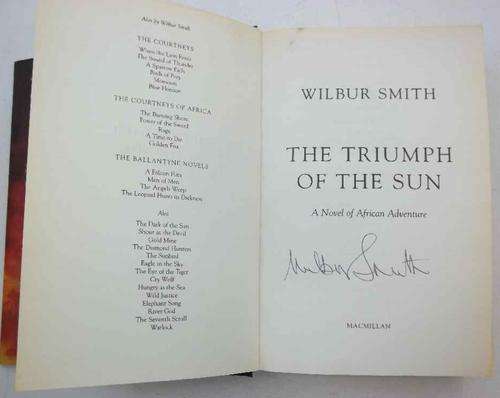 Also by Wilbur Smith
THE COURTNEYS
When the Lion Feeds
The Sound of Thunder
A Sparrow Falls
Birds of Prey
Monsoon
Blue Horizon
THE COURTNEYS OF AFRICA
The Burning Shore
Power of the Sword
Rage
A Time to Die
Golden Fox
THE BALLANTYNE NOVELS
A Falcon Flies
Men of Men
The Angels Weep
The Leopard Hunts in Darkness
Also
The Dark of the Sun
Shout at the Devil
Gold Mine
The Diamond Hunters
The Sunbird
Eagle in the Sky
The Eye of the Tiger
Cry Wolf
Hungry as the Sea
Wild Justice
Elephant Song
River God
The Seventh Scroll
Warlock
WILBUR SMITH
THE TRIUMPH
OF THE SUN
A Novel of African Adventure
Wilbur Smith
MACMILLAN